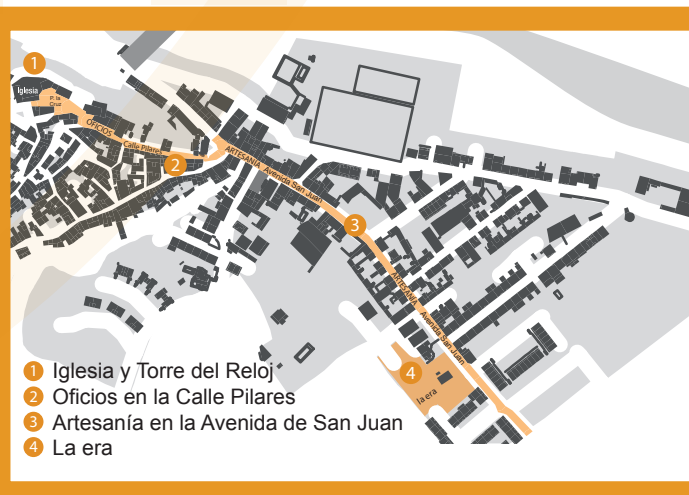 1
Iglesia
P. la
Cruz
OFICIOS
Calle Pilares
2
ARTESANÍA
Avenida San Juan
3
ARTESANÍA
Avenida San Juan
4
la era
1 Iglesia y Torre del Reloj
2 Oficios en la Calle Pilares
3 Artesanía en la Avenida de San Juan
4 La era